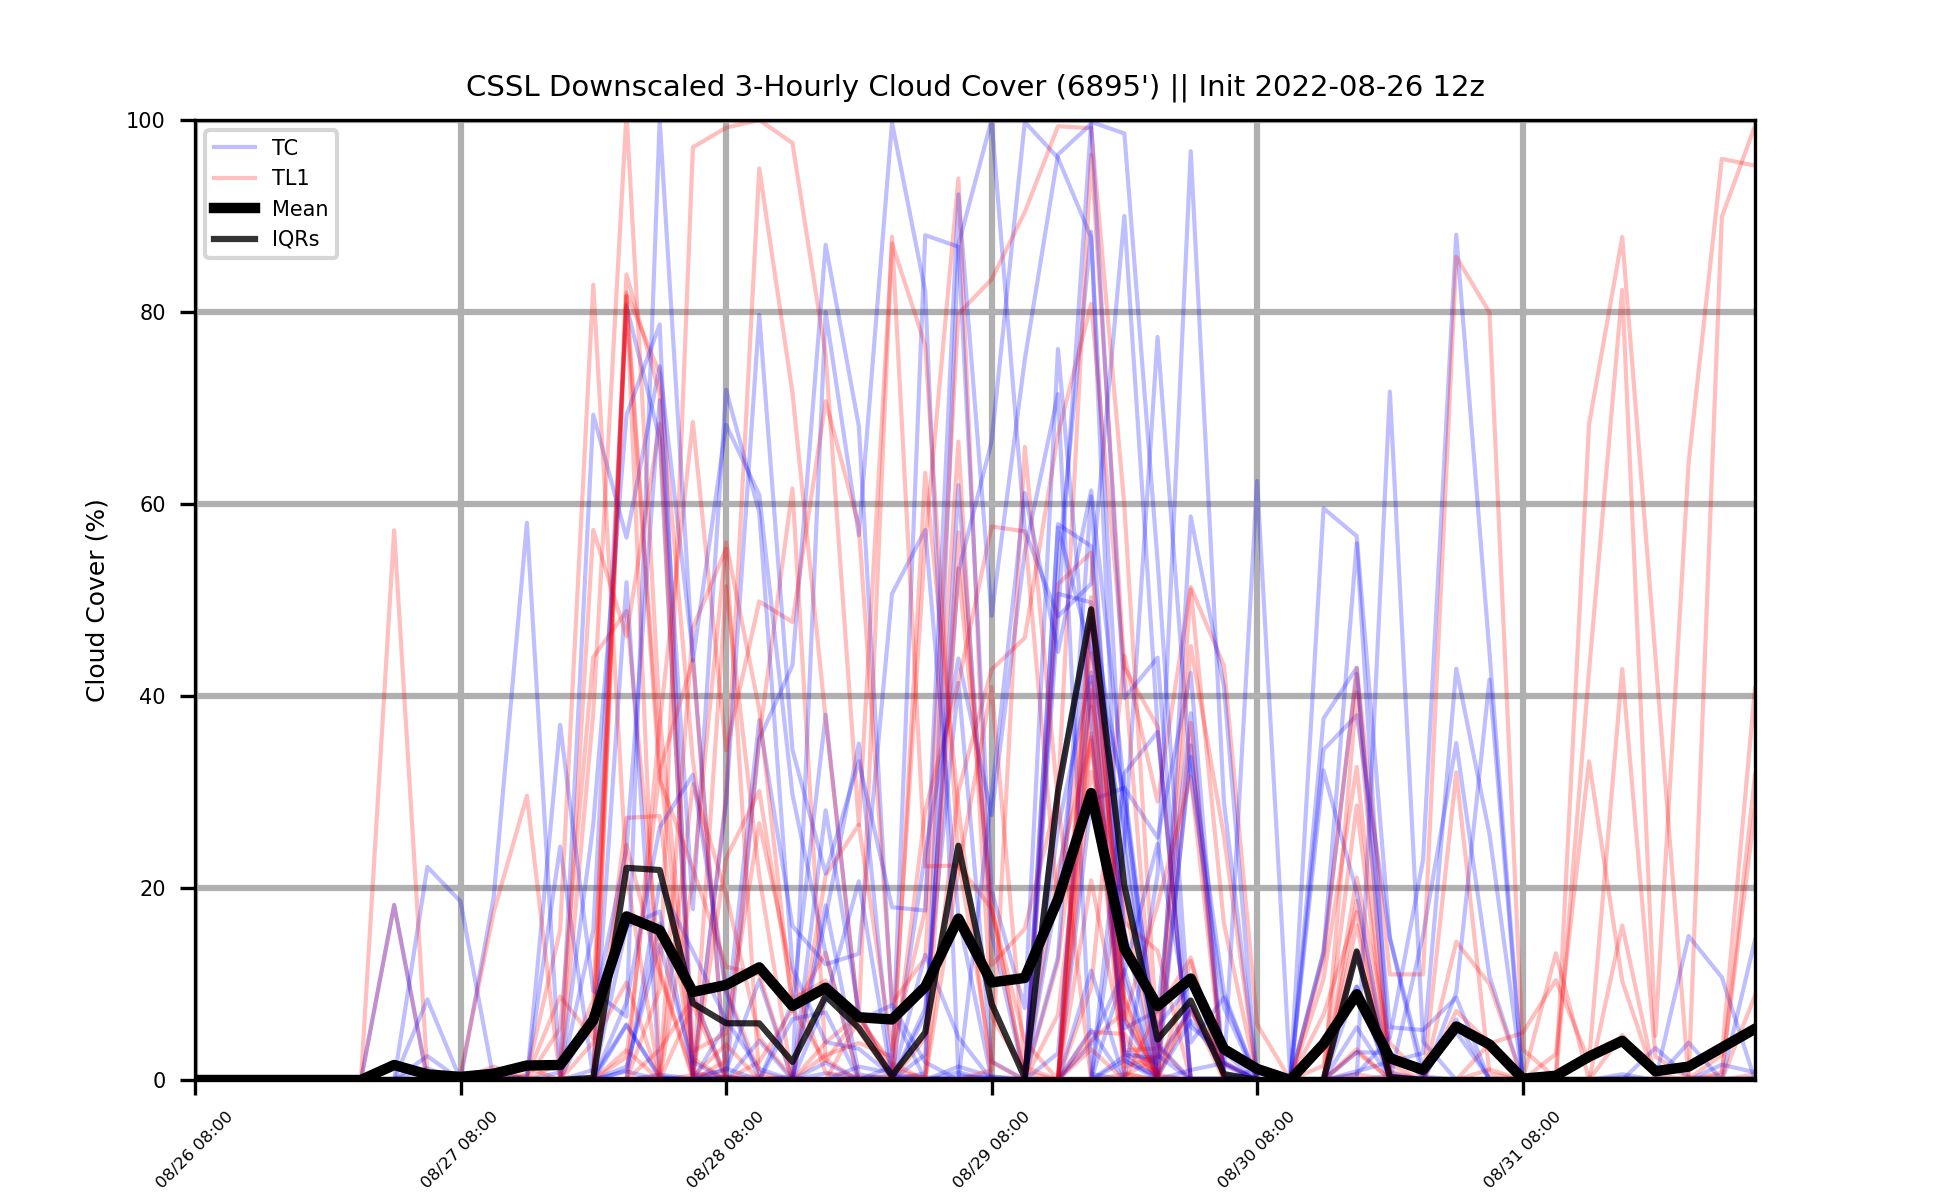 CSSL Downscaled 3-Hourly Cloud Cover (6895') || Init 2022-08-26 12z
TC
TL1
Mean
IQRs
Cloud Cover (%)
100
80
60
40
20
0
08/26 08:00
08/27 08:00
08/28 08:00
08/29 08:00
08/30 08:00
08/31 08:00